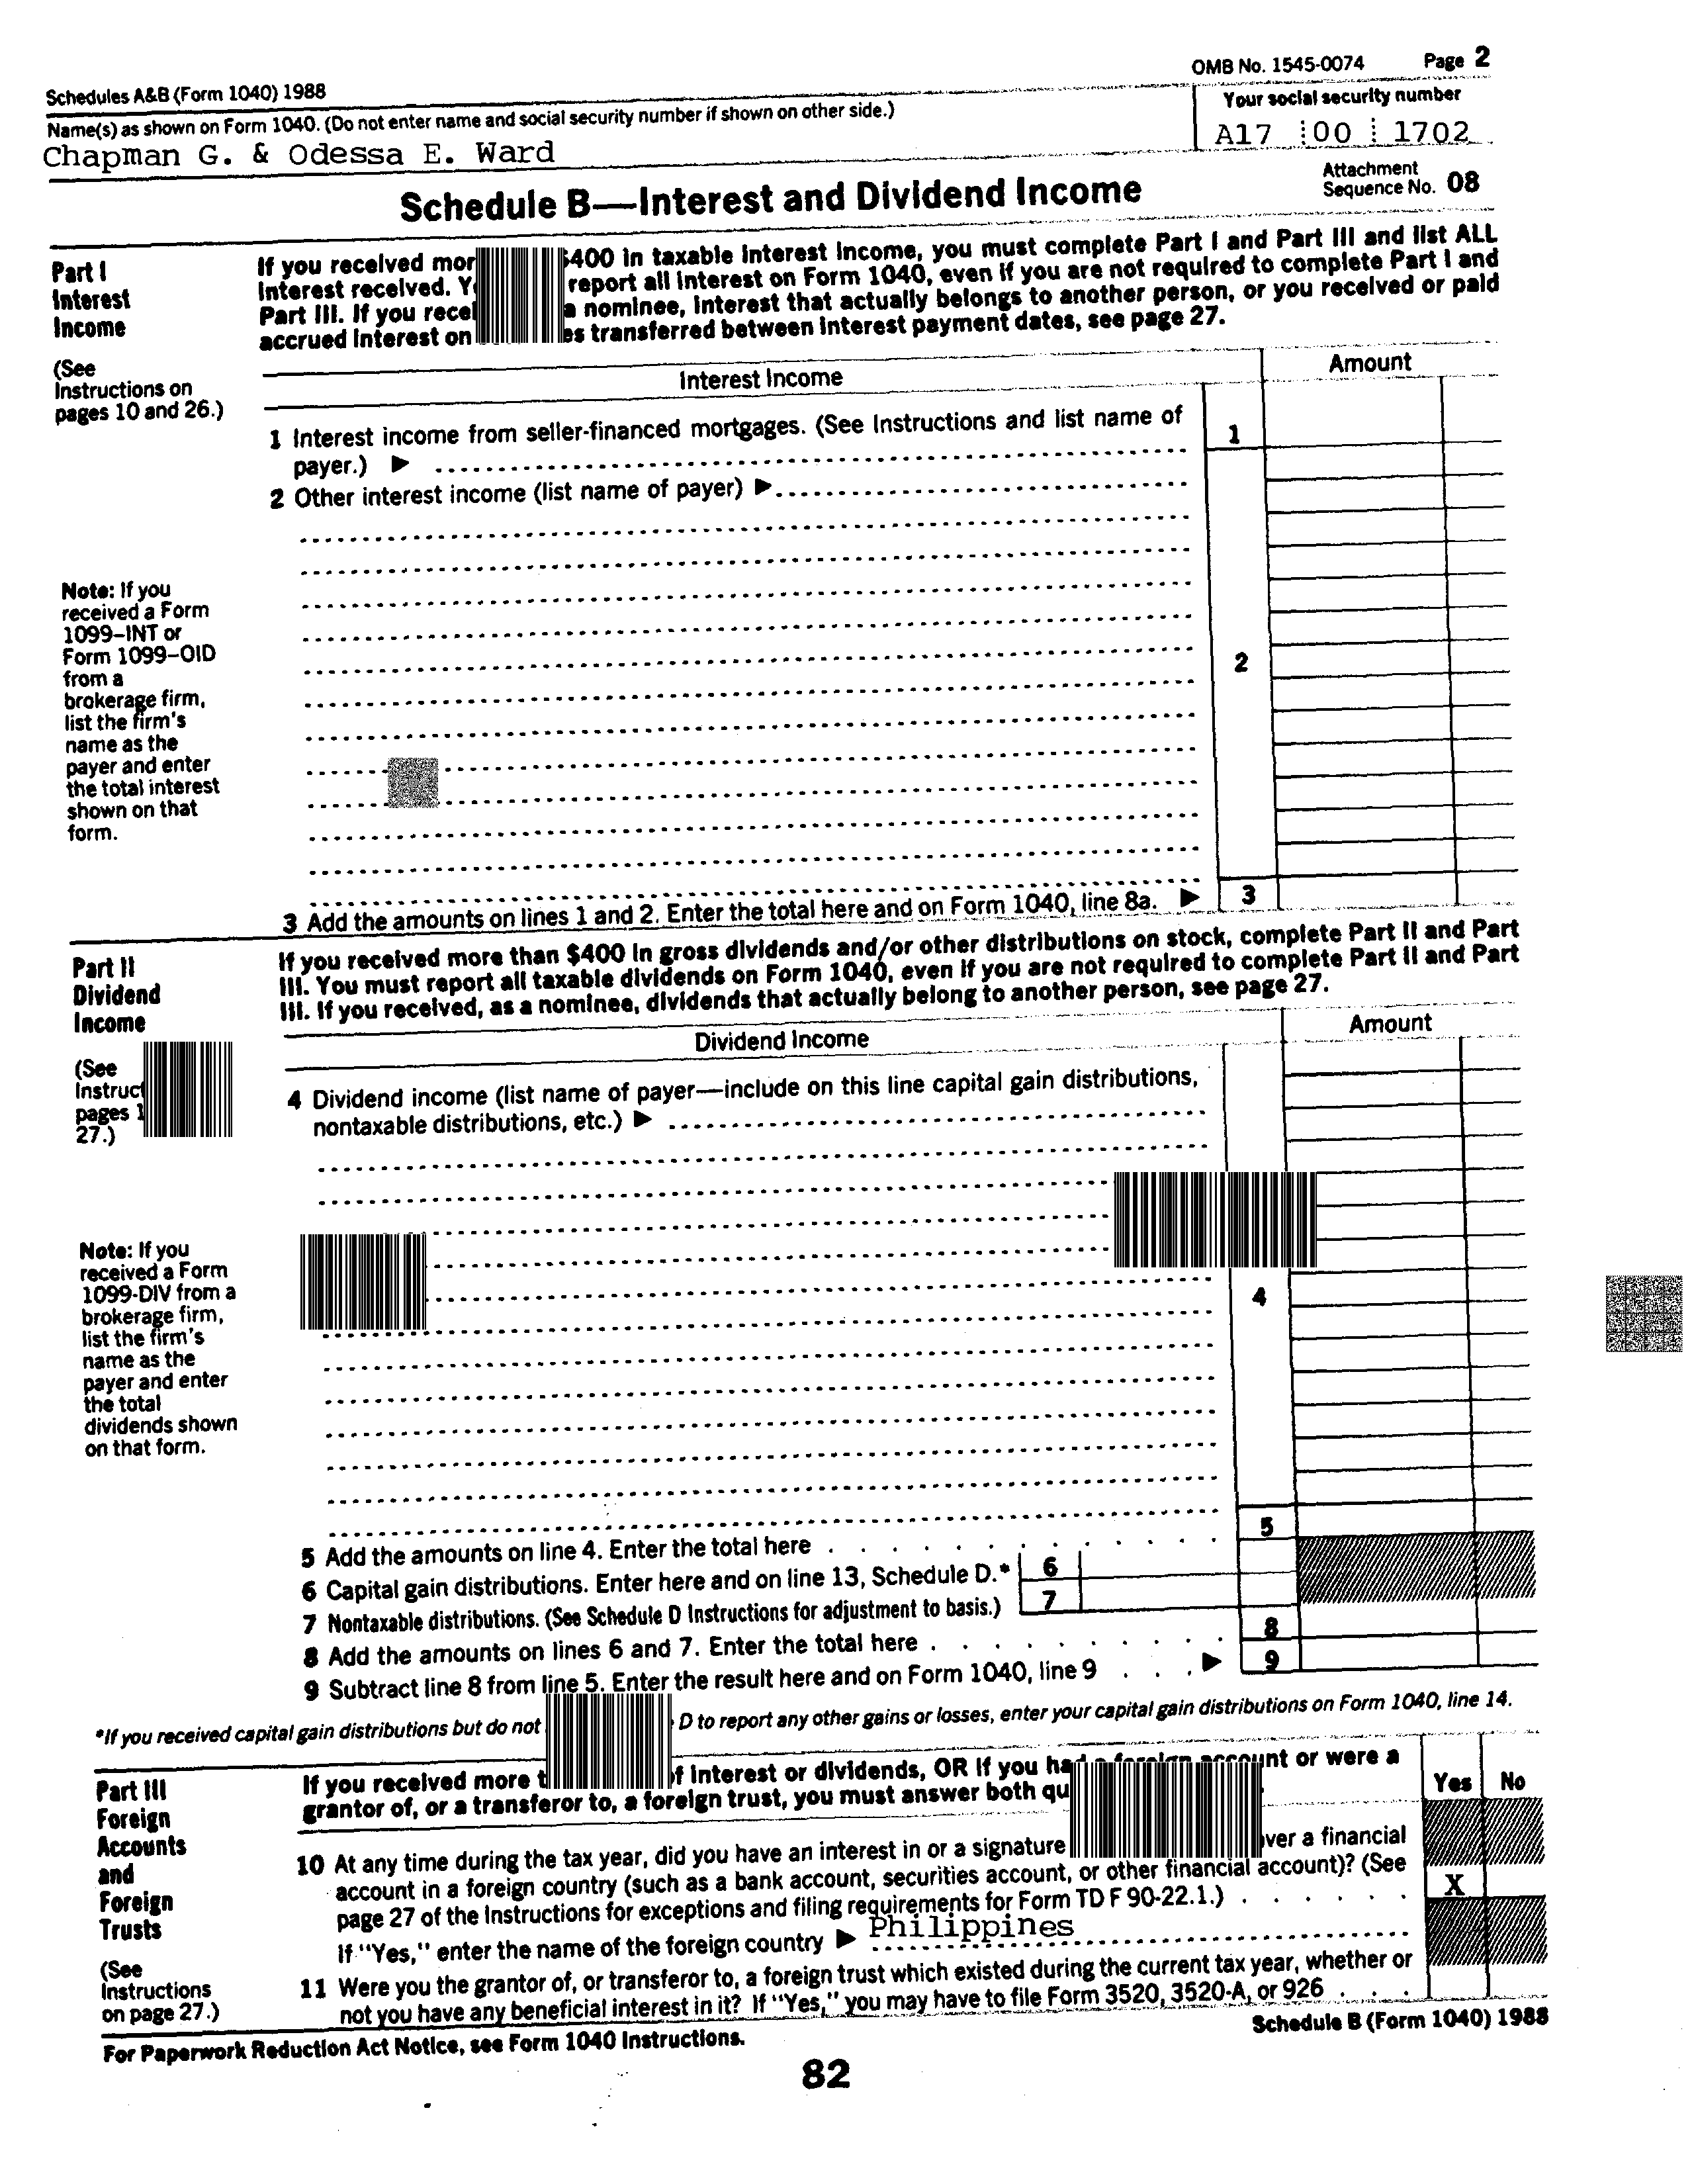 Schedules A&B (Form 1040) 1988
OMB No. 1545-0074 Page 2
Name(s) as shown on Form 1040. (Do not enter name and social security number if shown on other side.)
Your social security number
Chapman G. & Odessa E. Ward
A17 00 1702
Schedule B—Interest and Dividend Income
Attachment
Sequence No. 08
Part I
Interest
Income
(See
Instructions on
pages 10 and 26.)
If you received $400 in taxable interest income, you must complete Part I and Part III and list ALL
interest received. report all interest on Form 1040, even if you are not required to complete Part I and
Part III. If you a nominee, interest that actually belongs to another person, or you received or paid
accrued interest on transferred between interest payment dates, see page 27.
Interest Income
Amount
1 Interest income from seller-financed mortgages. (See Instructions and list name of
payer.) ▶
1
2 Other interest income (list name of payer) ▶
Note: If you
received a Form
1099–INT or
Form 1099–OID
from a
brokerage firm,
list the firm's
name as the
payer and enter
the total interest
shown on that
form.
2
3 Add the amounts on lines 1 and 2. Enter the total here and on Form 1040, line 8a. ▶ 3
Part II
Dividend
Income
(See
pages
27.)
If you received more than $400 in gross dividends and/or other distributions on stock, complete Part II and Part
III. You must report all taxable dividends on Form 1040, even if you are not required to complete Part II and Part
III. If you received, as a nominee, dividends that actually belong to another person, see page 27.
Dividend Income
Amount
4 Dividend income (list name of payer—include on this line capital gain distributions,
nontaxable distributions, etc.) ▶
Note: If you
received a Form
1099-DIV from a
brokerage firm,
list the firm's
name as the
payer and enter
the total
dividends shown
on that form.
4
5 Add the amounts on line 4. Enter the total here 5
6 Capital gain distributions. Enter here and on line 13, Schedule D.* 6
7 Nontaxable distributions. (See Schedule D Instructions for adjustment to basis.) 7
8 Add the amounts on lines 6 and 7. Enter the total here 8
9 Subtract line 8 from line 5. Enter the result here and on Form 1040, line 9 ▶ 9
*If you received capital gain distributions but do not D to report any other gains or losses, enter your capital gain distributions on Form 1040, line 14.
Part III
Foreign
Accounts
and
Foreign
Trusts
(See
Instructions
on page 27.)
If you received more of interest or dividends, OR if you had a foreign account or were a
grantor of, or a transferor to, a foreign trust, you must answer both
Yes No
10 At any time during the tax year, did you have an interest in or a signature over a financial
account in a foreign country (such as a bank account, securities account, or other financial account)? (See
page 27 of the Instructions for exceptions and filing requirements for Form TD F 90-22.1.) X
If "Yes," enter the name of the foreign country ▶ Philippines
11 Were you the grantor of, or transferor to, a foreign trust which existed during the current tax year, whether or
not you have any beneficial interest in it? If "Yes," you may have to file Form 3520, 3520-A, or 926
For Paperwork Reduction Act Notice, see Form 1040 Instructions.
Schedule B (Form 1040) 1988
82